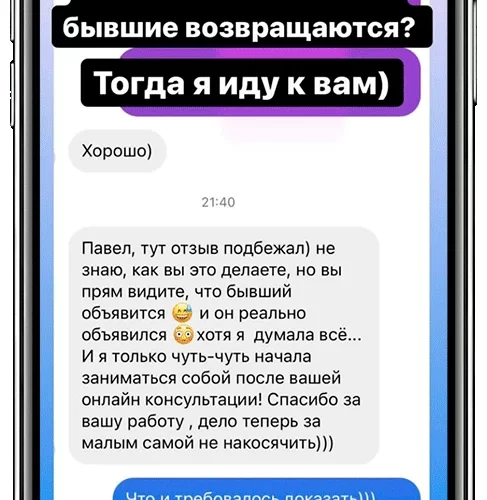 бывшие возвращаются?
Тогда я иду к вам)
Хорошо)
21:40
Павел, тут отзыв подбежал) не
знаю, как вы это делаете, но вы
прям видите, что бывший
объявится 😅 и он реально
объявился 😳 хотя я думала всё...
И я только чуть-чуть начала
заниматься собой после вашей
онлайн консультации! Спасибо за
вашу работу , дело теперь за
малым самой не накосячить)))
Что и требовалось доказать)))